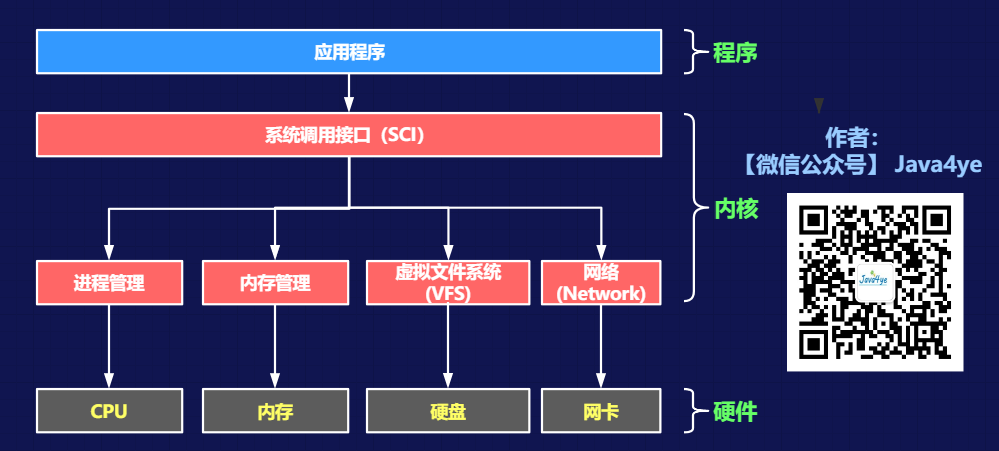 应用程序
程序
系统调用接口（SCI）
作者：
【微信公众号】 Java4ye
内核
进程管理
内存管理
虚拟文件系统
(VFS)
网络
(Network)
Java4ye
CPU
内存
硬盘
网卡
硬件